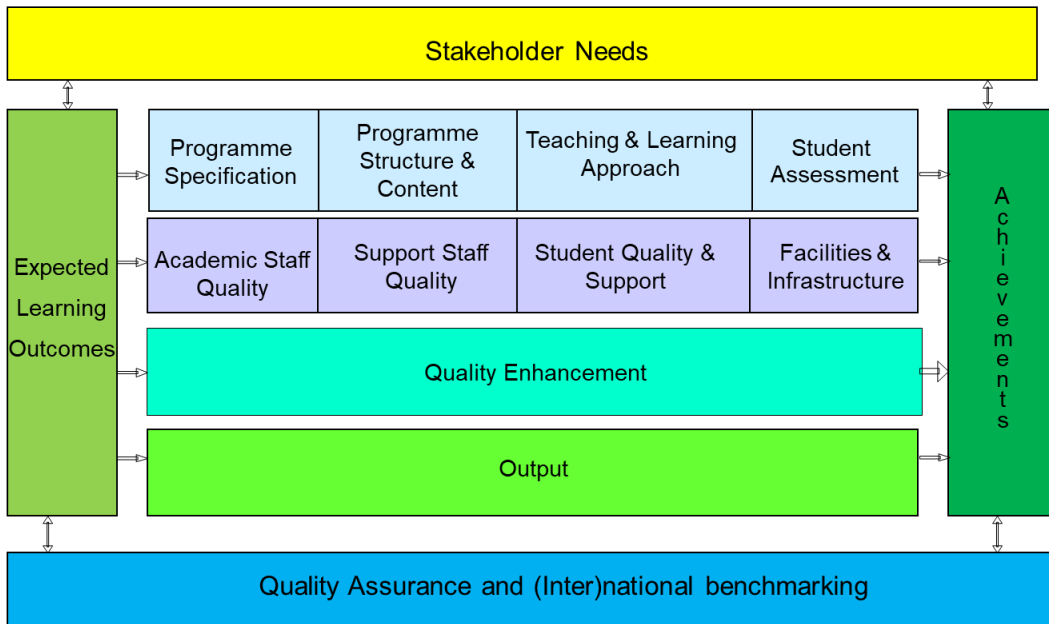 Stakeholder Needs
Expected
Learning
Outcomes
Programme
Specification
Programme
Structure &
Content
Teaching & Learning
Approach
Student
Assessment
Academic Staff
Quality
Support Staff
Quality
Student Quality &
Support
Facilities &
Infrastructure
Quality Enhancement
Output
Achievements
Quality Assurance and (Inter)national benchmarking